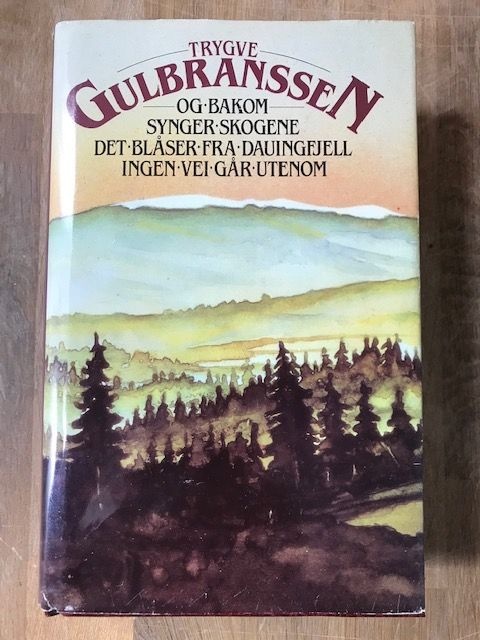 TRYGVE
GULBRANSSEN
OG·BAKOM
SYNGER·SKOGENE
DET·BLÅSER·FRA·DAUINGFJELL
INGEN·VEI·GÅR·UTENOM